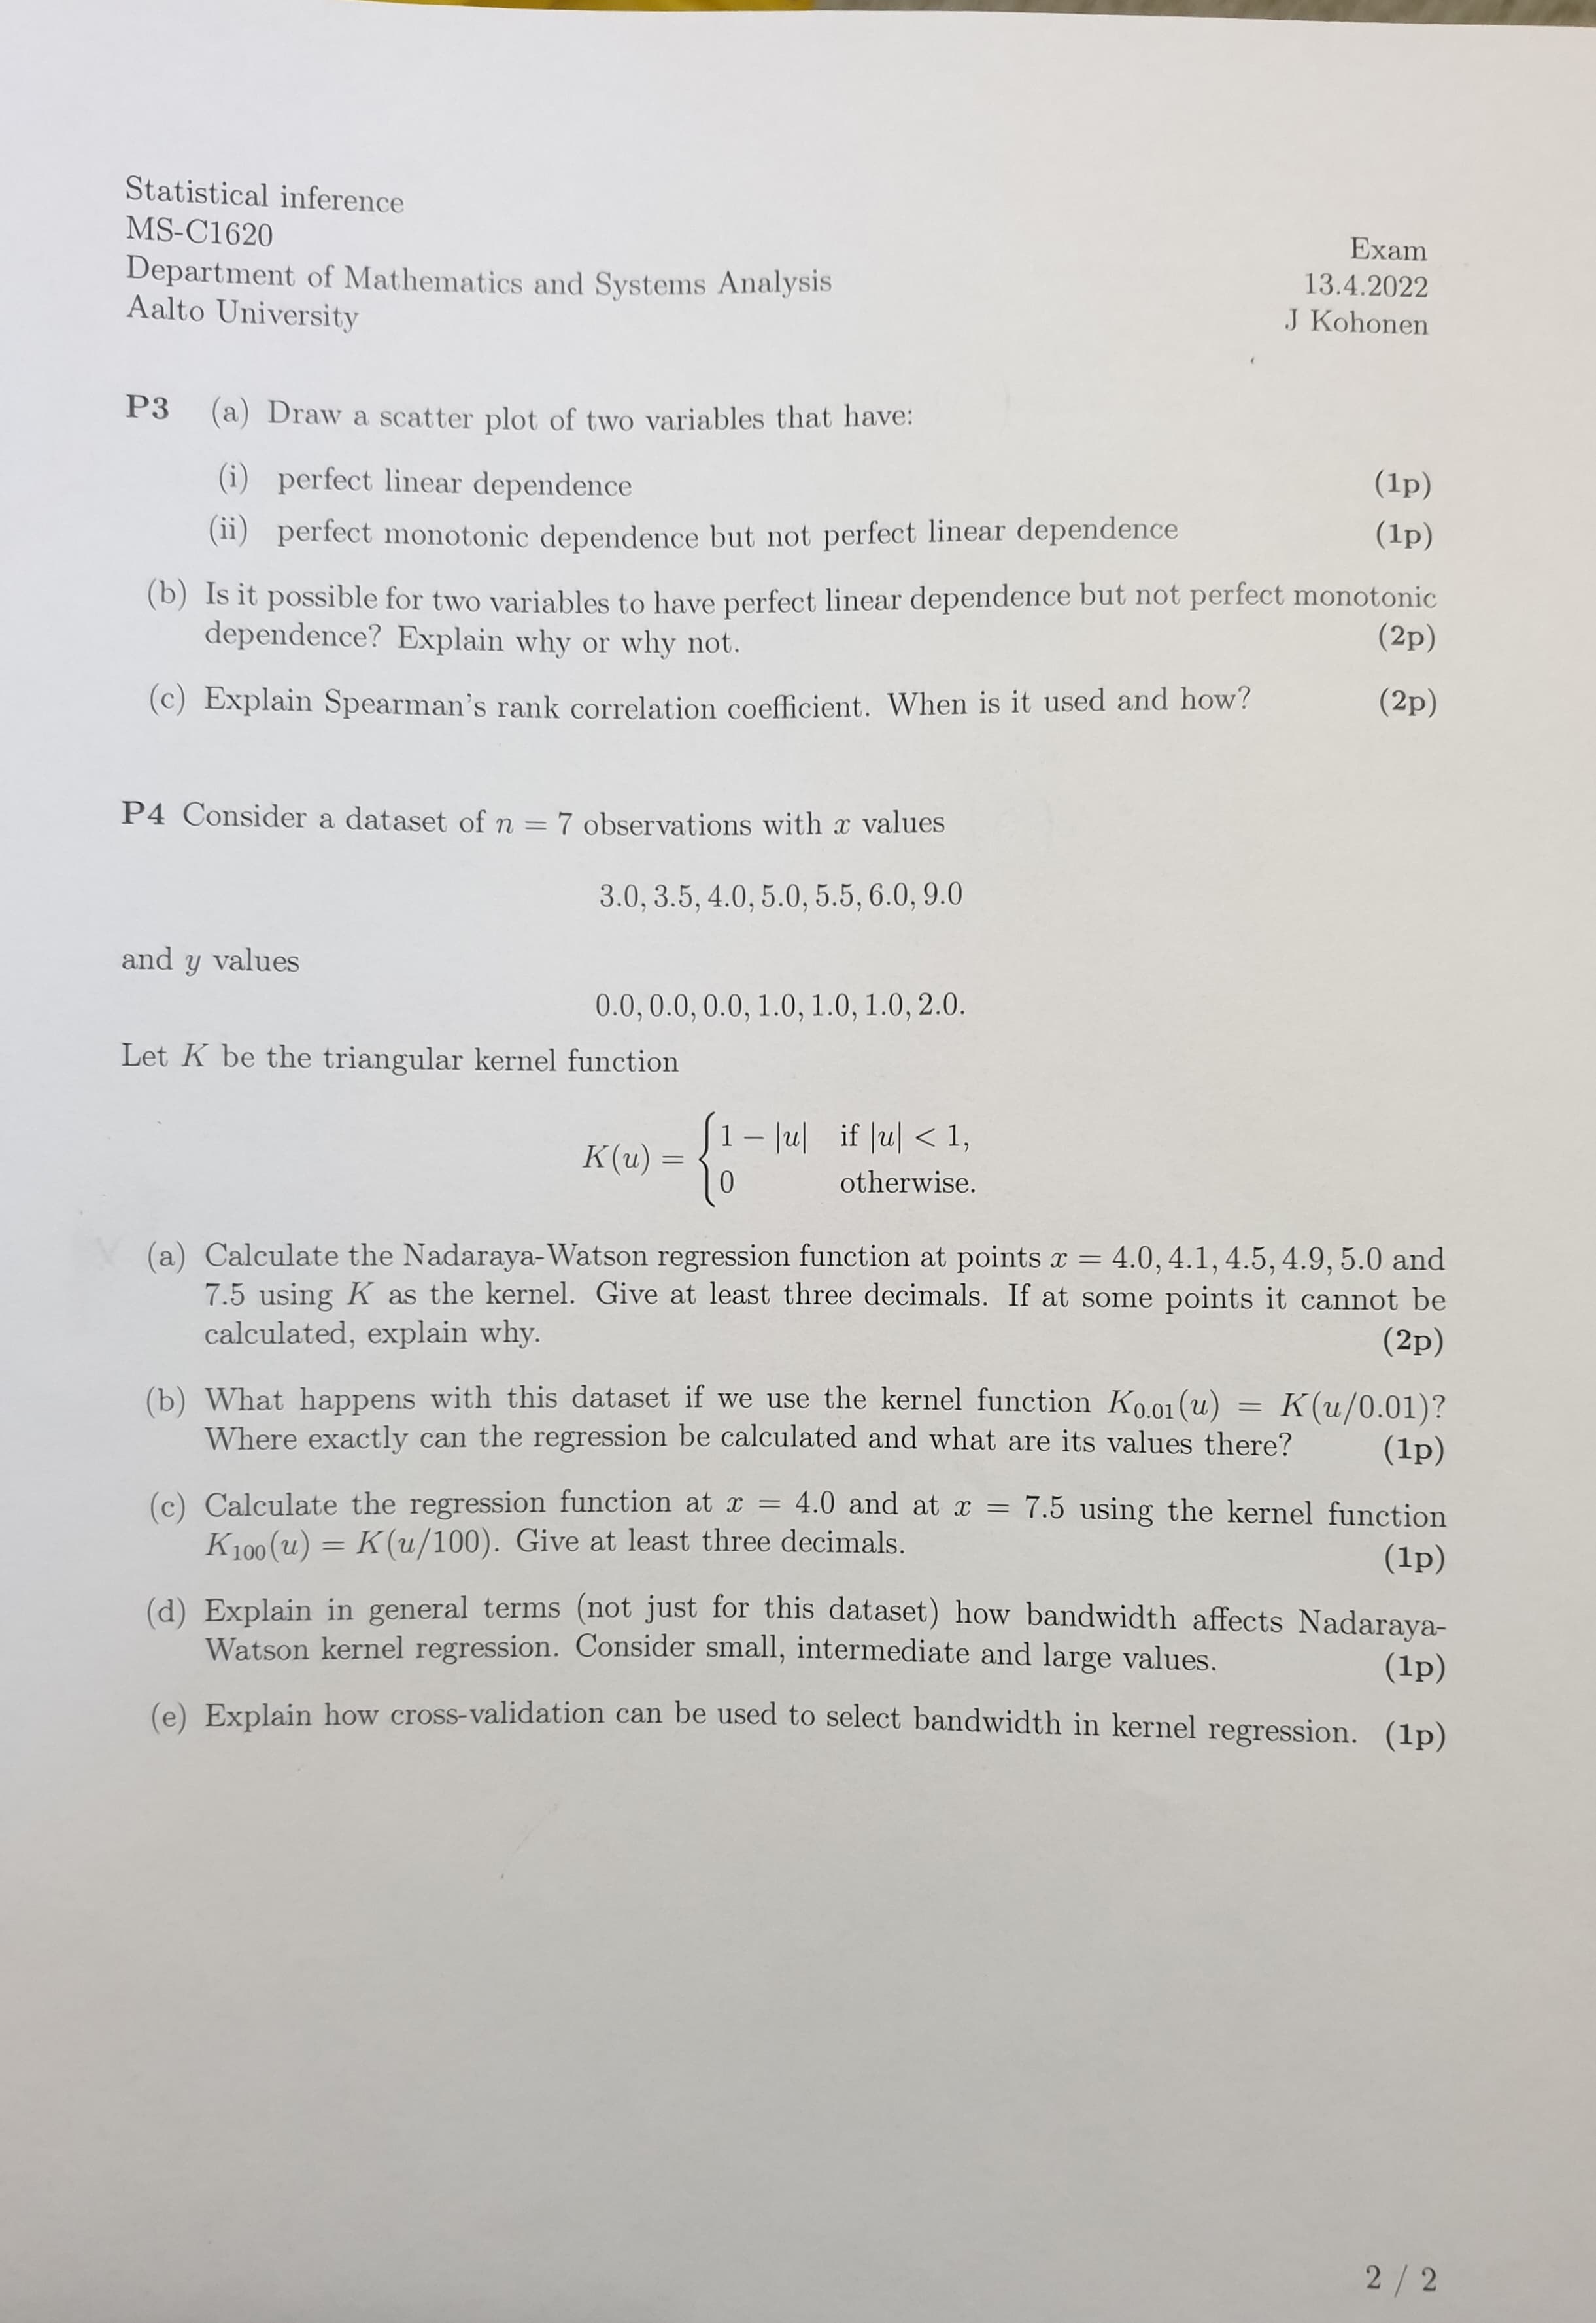 Statistical inference
MS-C1620
Department of Mathematics and Systems Analysis
Aalto University
Exam
13.4.2022
J Kohonen
P3 (a) Draw a scatter plot of two variables that have:
(i) perfect linear dependence (1p)
(ii) perfect monotonic dependence but not perfect linear dependence (1p)
(b) Is it possible for two variables to have perfect linear dependence but not perfect monotonic
dependence? Explain why or why not. (2p)
(c) Explain Spearman's rank correlation coefficient. When is it used and how? (2p)
P4 Consider a dataset of n = 7 observations with x values
3.0, 3.5, 4.0, 5.0, 5.5, 6.0, 9.0
and y values
0.0, 0.0, 0.0, 1.0, 1.0, 1.0, 2.0.
Let K be the triangular kernel function
K(u) = { 1 − |u| if |u| < 1,
0 otherwise.
(a) Calculate the Nadaraya-Watson regression function at points x = 4.0, 4.1, 4.5, 4.9, 5.0 and
7.5 using K as the kernel. Give at least three decimals. If at some points it cannot be
calculated, explain why. (2p)
(b) What happens with this dataset if we use the kernel function K0.01(u) = K(u/0.01)?
Where exactly can the regression be calculated and what are its values there? (1p)
(c) Calculate the regression function at x = 4.0 and at x = 7.5 using the kernel function
K100(u) = K(u/100). Give at least three decimals. (1p)
(d) Explain in general terms (not just for this dataset) how bandwidth affects Nadaraya-
Watson kernel regression. Consider small, intermediate and large values. (1p)
(e) Explain how cross-validation can be used to select bandwidth in kernel regression. (1p)
2 / 2